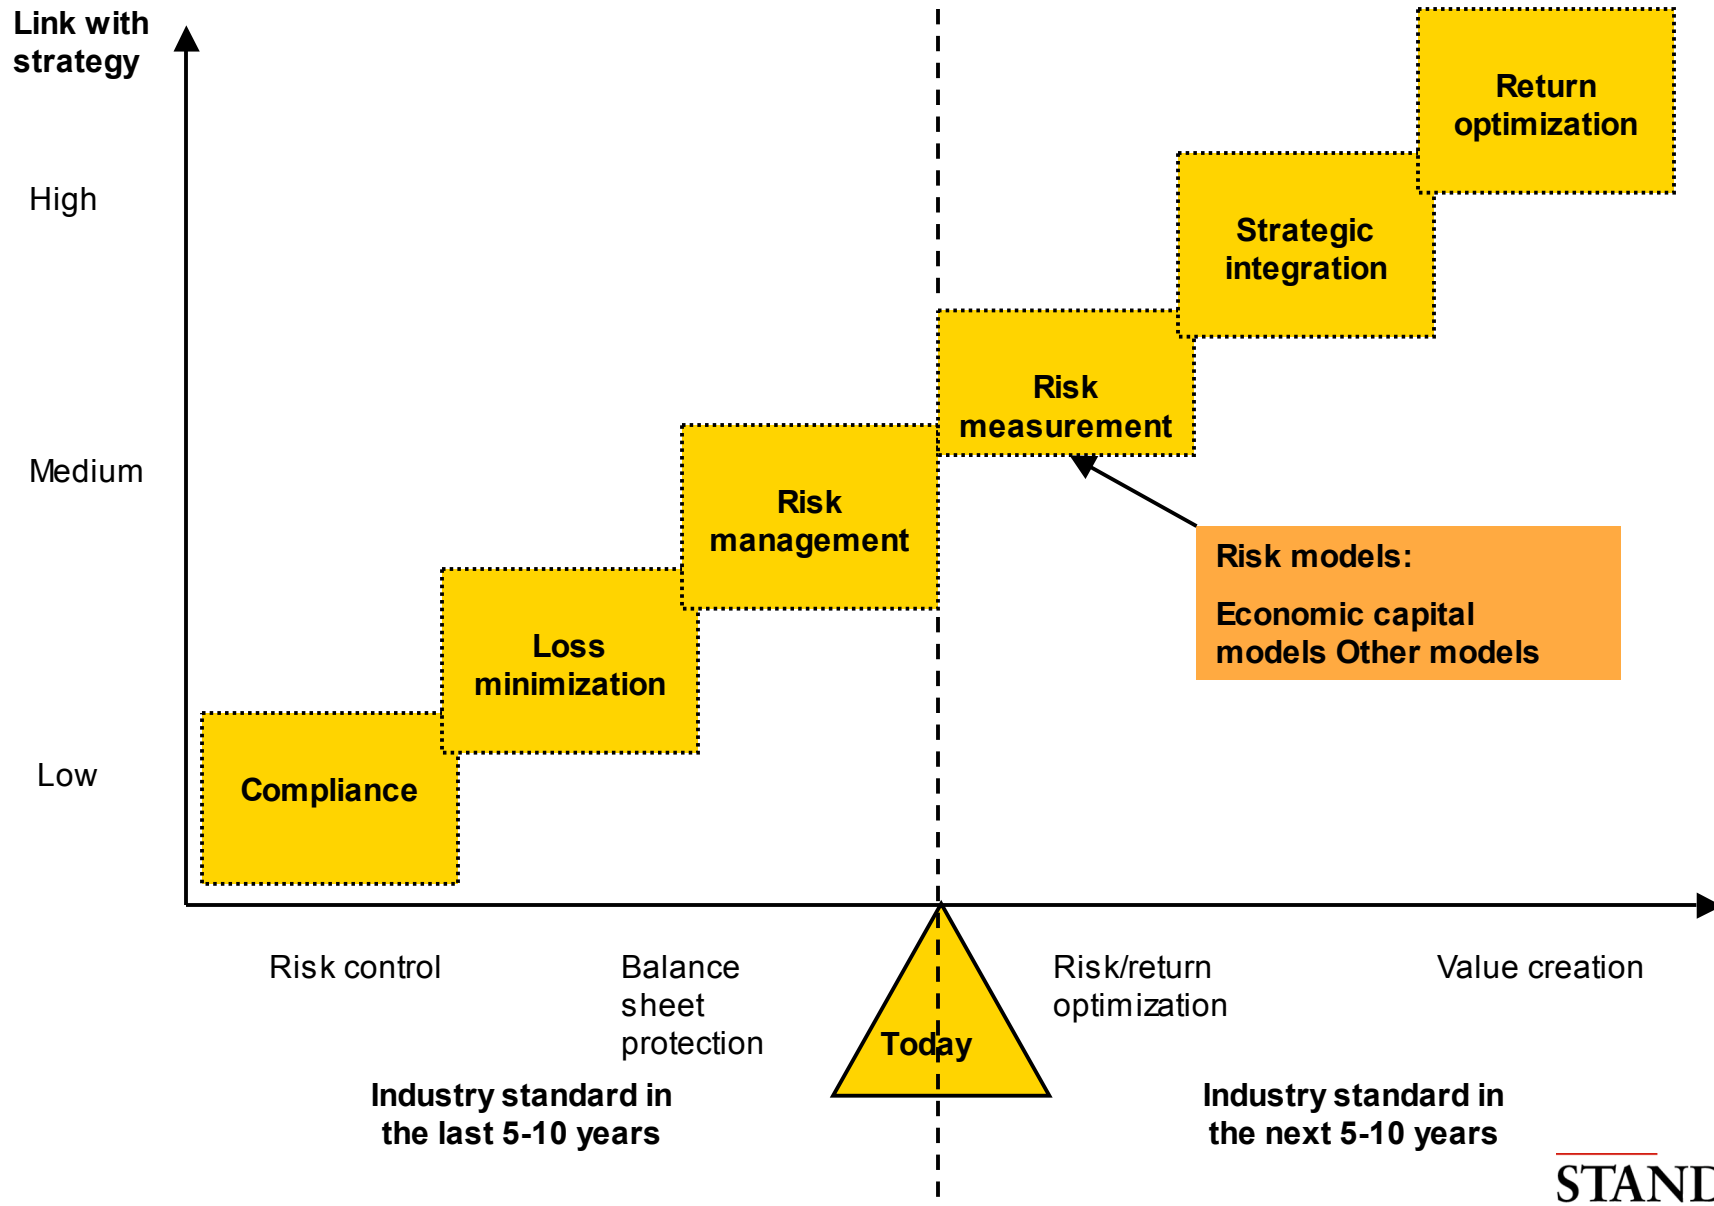 Link with
strategy
Return
optimization
High
Strategic
integration
Risk
measurement
Medium
Risk
management
Risk models:
Economic capital
models Other models
Loss
minimization
Low
Compliance
Risk control
Balance
sheet
protection
Today
Risk/return
optimization
Value creation
Industry standard in
the last 5-10 years
Industry standard in
the next 5-10 years
STAND